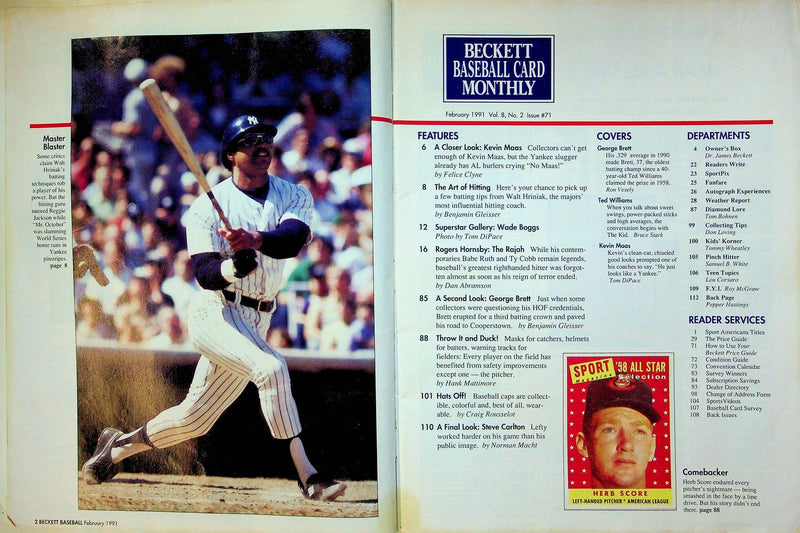 Master
Blaster
Some critics
claim Walt
Hriniak's
batting
techniques rob
a player of his
power. But the
hitting guru
tutored Reggie
Jackson while
"Mr. October"
was slamming
World Series
home runs in
Yankee
pinstripes.
page 8
2 BECKETT BASEBALL February 1991
BECKETT
BASEBALL CARD
MONTHLY
February 1991 Vol. 8, No. 2 Issue #71
FEATURES
6 A Closer Look: Kevin Maas Collectors can't get
enough of Kevin Maas, but the Yankee slugger
already has AL hurlers crying "No Maas!"
by Felice Clyne
8 The Art of Hitting Here's your chance to pick up
a few batting tips from Walt Hriniak, the majors'
most influential hitting coach.
by Benjamin Gleisser
12 Superstar Gallery: Wade Boggs
Photo by Tom DiPace
16 Rogers Hornsby: The Rajah While his contem-
poraries Babe Ruth and Ty Cobb remain legends,
baseball's greatest righthanded hitter was forgot-
ten almost as soon as his reign of terror ended.
by Dan Abramson
85 A Second Look: George Brett Just when some
collectors were questioning his HOF credentials,
Brett erupted for a third batting crown and paved
his road to Cooperstown. by Benjamin Gleisser
88 Throw It and Duck! Masks for catchers, helmets
for batters, warning tracks for
fielders: Every player on the field has
benefited from safety improvements
except one — the pitcher.
by Hank Mattimore
101 Hats Off! Baseball caps are collect-
ible, colorful and, best of all, wear-
able. by Craig Rousselot
110 A Final Look: Steve Carlton Lefty
worked harder on his game than his
public image. by Norman Macht
COVERS
George Brett
His .329 average in 1990
made Brett, 37, the oldest
batting champ since a 40-
year-old Ted Williams
claimed the prize in 1958.
Ron Vesely
Ted Williams
When you talk about sweet
swings, power-packed sticks
and high averages, the
conversation begins with
The Kid. Bruce Stark
Kevin Maas
Kevin's clean-cut, chiseled
good looks prompted one of
his coaches to say, "He just
looks like a Yankee."
Tom DiPace
DEPARTMENTS
4 Owner's Box
Dr. James Beckett
22 Readers Write
23 SportPix
25 Fanfare
26 Autograph Experiences
28 Weather Report
87 Diamond Lore
Tom Bohnen
99 Collecting Tips
Don Loving
100 Kids' Korner
Tommy Wheatley
105 Pinch Hitter
Samuel B. White
106 Teen Topics
Lou Corsaro
109 F.Y.I. Roy McGraw
112 Back Page
Pepper Hastings
READER SERVICES
1 Sport Americana Titles
29 The Price Guide
71 How to Use Your
Beckett Price Guide
72 Condition Guide
73 Convention Calendar
83 Survey Winners
84 Subscription Savings
93 Dealer Directory
98 Change of Address Form
104 SportsVideos
107 Baseball Card Survey
108 Back Issues
SPORT
Magazine
'58 ALL STAR
Selection
HERB SCORE
LEFT-HANDED PITCHER * AMERICAN LEAGUE
Comebacker
Herb Score endured every
pitcher's nightmare — being
smashed in the face by a line
drive. But his story didn't end
there. page 88